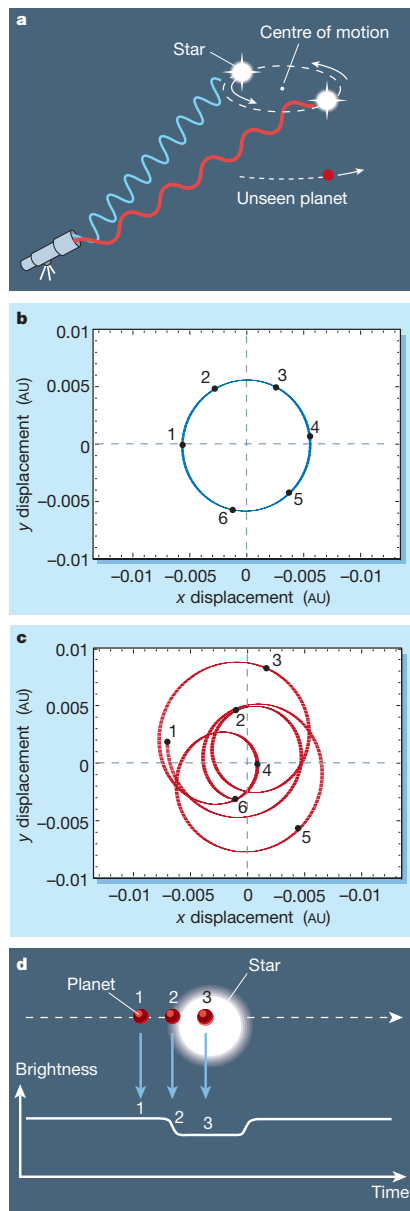 a
Star
Centre of motion
Unseen planet
b
0.01
0.005
0
−0.005
−0.01
y displacement (AU)
1
2
3
4
5
6
−0.01 −0.005 0 −0.005 −0.01
x displacement (AU)
c
0.01
0.005
0
−0.005
−0.01
y displacement (AU)
1
2
3
4
5
6
−0.01 −0.005 0 −0.005 −0.01
x displacement (AU)
d
Planet
Star
1 2 3
Brightness
1
2
3
Time